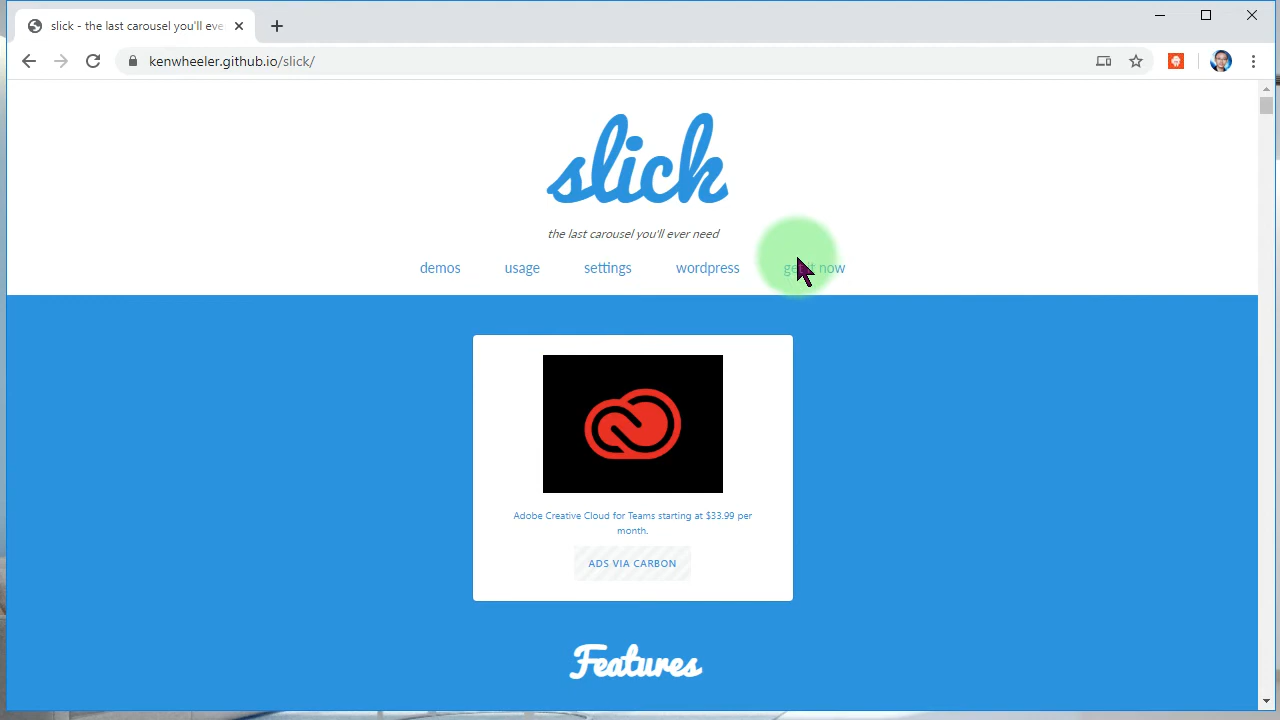 slick - the last carousel you'll eve
kenwheeler.github.io/slick/
slick
the last carousel you'll ever need
demos usage settings wordpress get it now
Adobe Creative Cloud for Teams starting at $33.99 per
month.
ADS VIA CARBON
Features